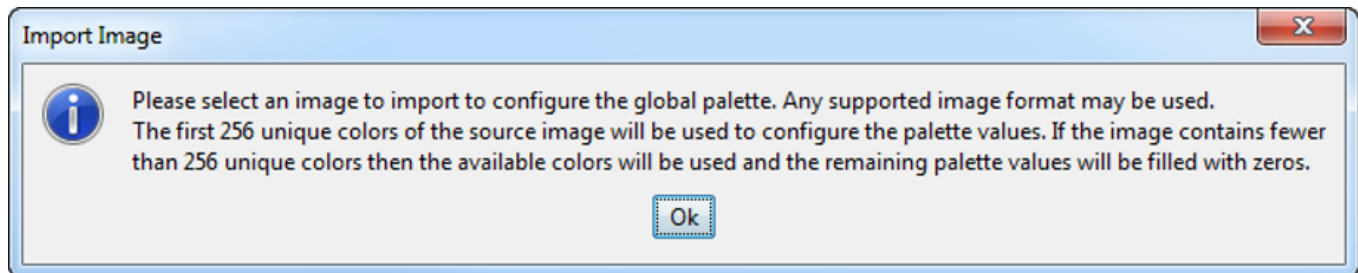 Import Image
Please select an image to import to configure the global palette. Any supported image format may be used.
The first 256 unique colors of the source image will be used to configure the palette values. If the image contains fewer
than 256 unique colors then the available colors will be used and the remaining palette values will be filled with zeros.
Ok